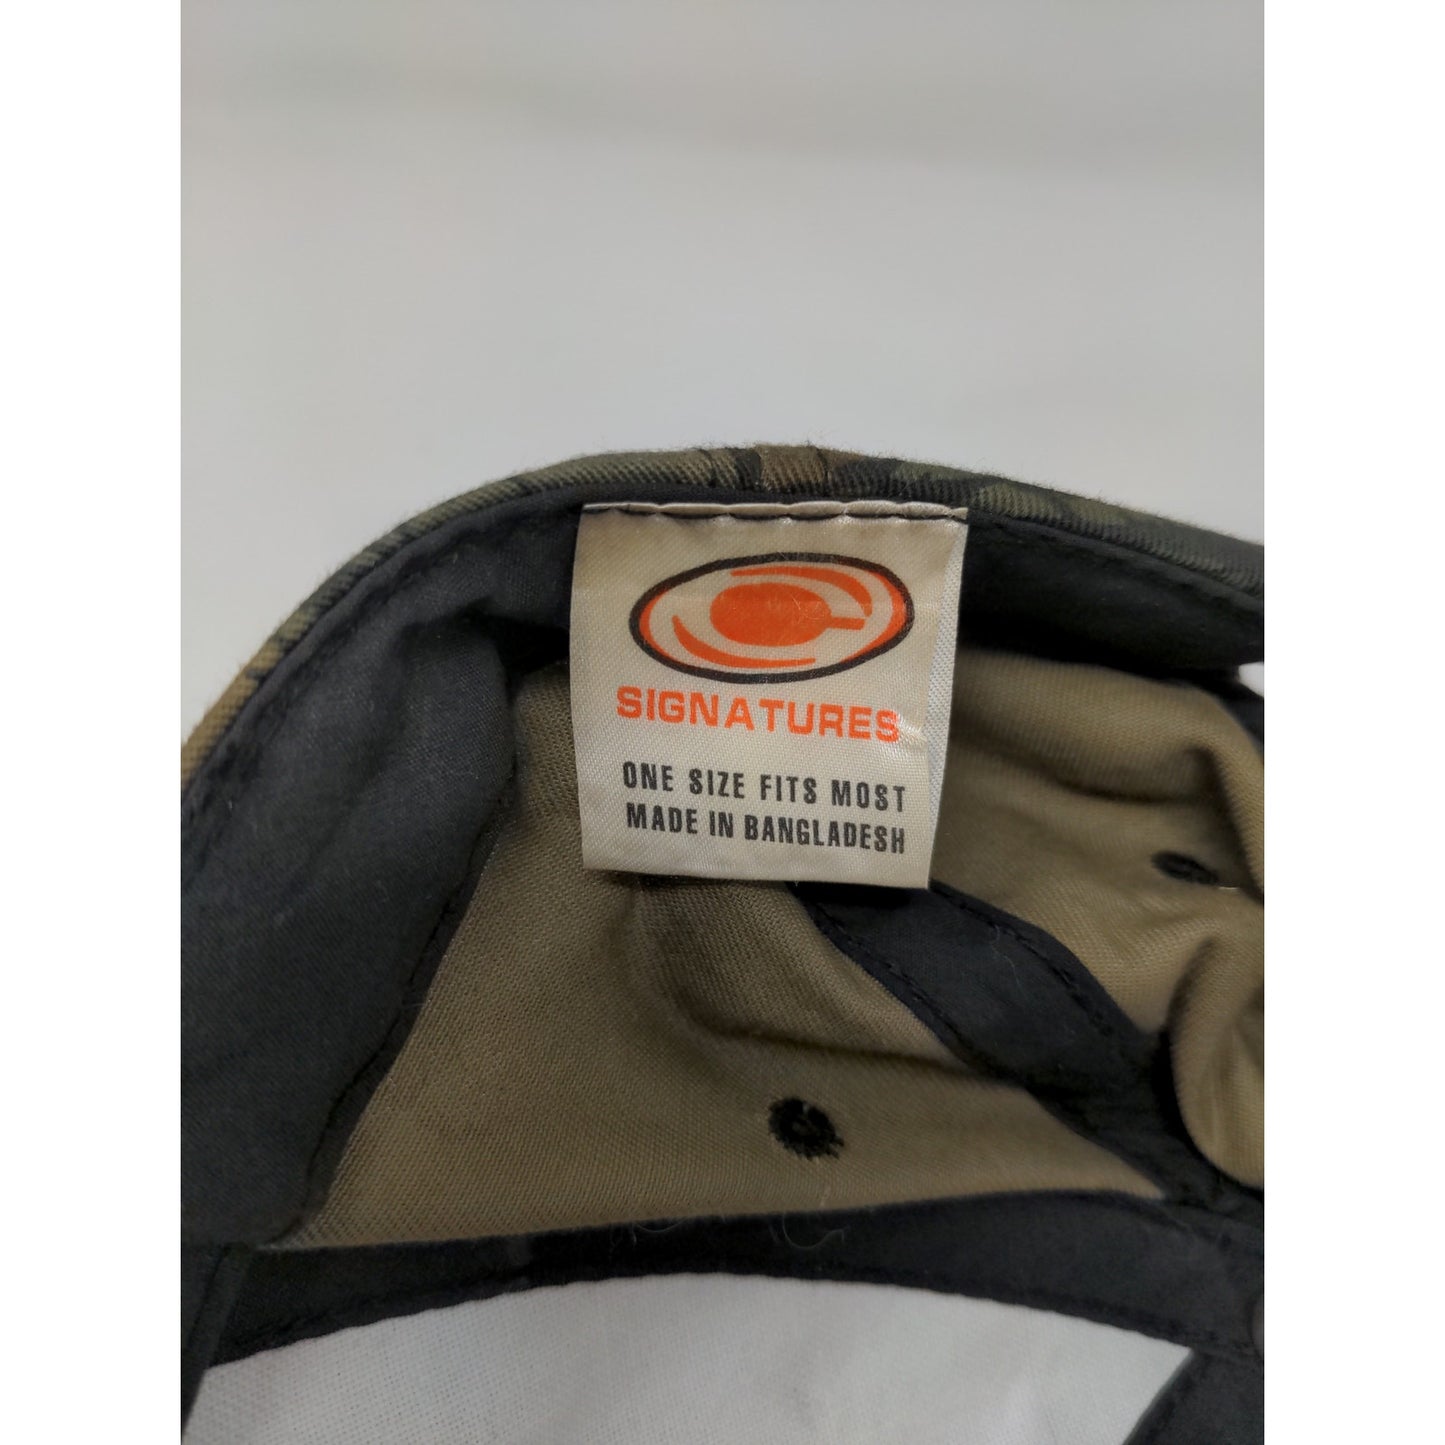 SIGNATURES
ONE SIZE FITS MOST
MADE IN BANGLADESH